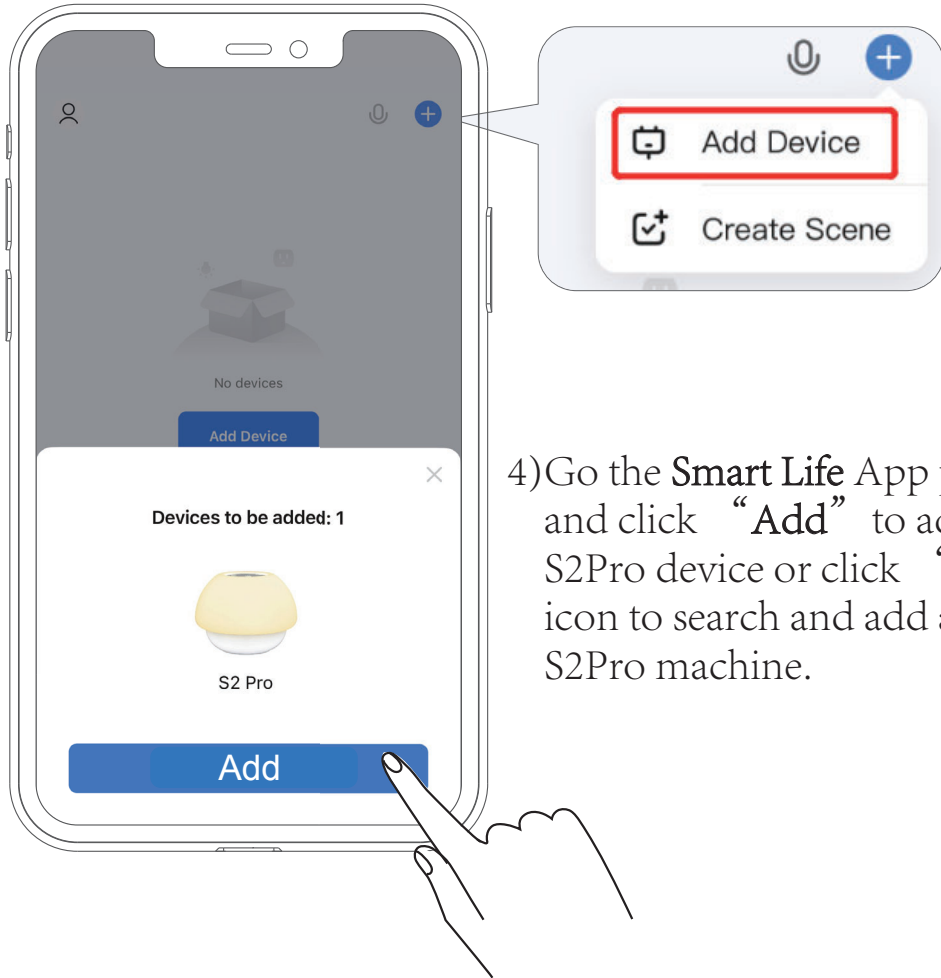 Add Device
Create Scene
No devices
Add Device
Devices to be added: 1
S2 Pro
Add
4)Go the Smart Life App
and click “Add” to
S2Pro device or click “
icon to search and add
S2Pro machine.